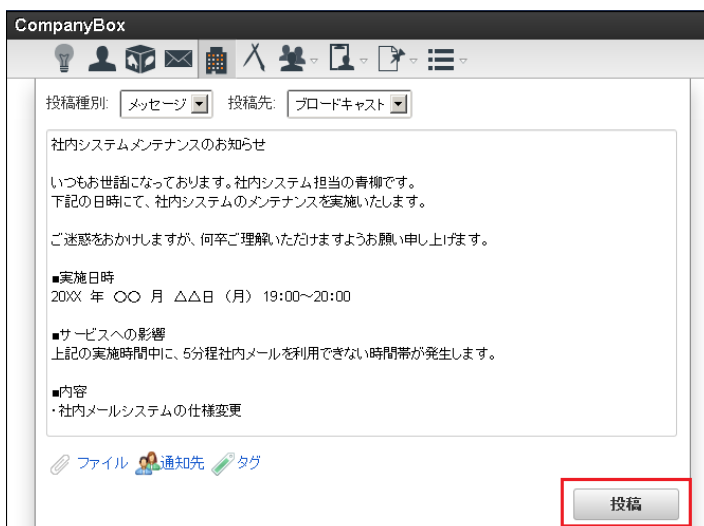 CompanyBox
投稿種別: メッセージ 投稿先: ブロードキャスト
社内システムメンテナンスのお知らせ
いつもお世話になっております。社内システム担当の青柳です。
下記の日時にて、社内システムのメンテナンスを実施いたします。
ご迷惑をおかけしますが、何卒ご理解いただけますようお願い申し上げます。
■実施日時
20XX 年 〇〇 月 △△日 (月) 19:00~20:00
■サービスへの影響
上記の実施時間中に、5分程社内メールを利用できない時間帯が発生します。
■内容
・社内メールシステムの仕様変更
ファイル 通知先 タグ
投稿